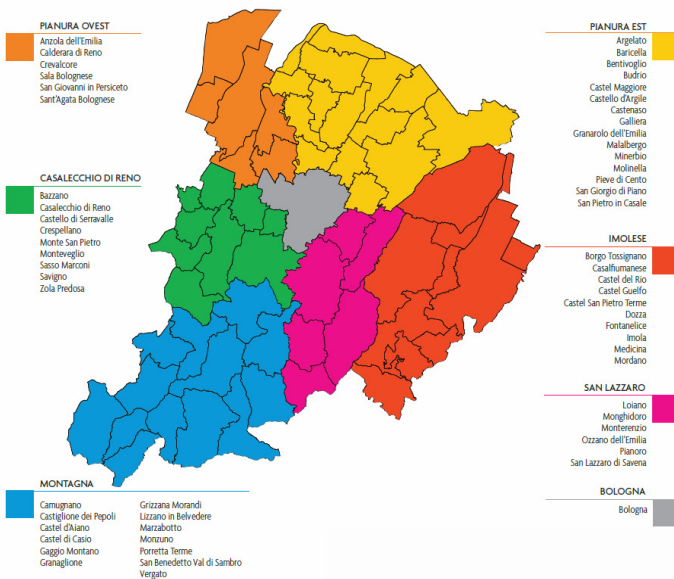 PIANURA OVEST
Anzola dell'Emilia
Calderara di Reno
Crevalcore
Sala Bolognese
San Giovanni in Persiceto
Sant'Agata Bolognese
CASALECCHIO DI RENO
Bazzano
Casalecchio di Reno
Castello di Serravalle
Crespellano
Monte San Pietro
Monteveglio
Sasso Marconi
Savigno
Zola Predosa
MONTAGNA
Camugnano
Castiglione dei Pepoli
Castel d'Aiano
Castel di Casio
Gaggio Montano
Granaglione
Grizzana Morandi
Lizzano in Belvedere
Marzabotto
Monzuno
Porretta Terme
San Benedetto Val di Sambro
Vergato
PIANURA EST
Argelato
Baricella
Bentivoglio
Budrio
Castel Maggiore
Castello d'Argile
Castenaso
Galliera
Granarolo dell'Emilia
Malalbergo
Minerbio
Molinella
Pieve di Cento
San Giorgio di Piano
San Pietro in Casale
IMOLESE
Borgo Tossignano
Casalfiumanese
Castel del Rio
Castel Guelfo
Castel San Pietro Terme
Dozza
Fontanelice
Imola
Medicina
Mordano
SAN LAZZARO
Loiano
Monghidoro
Monterenzio
Ozzano dell'Emilia
Pianoro
San Lazzaro di Savena
BOLOGNA
Bologna